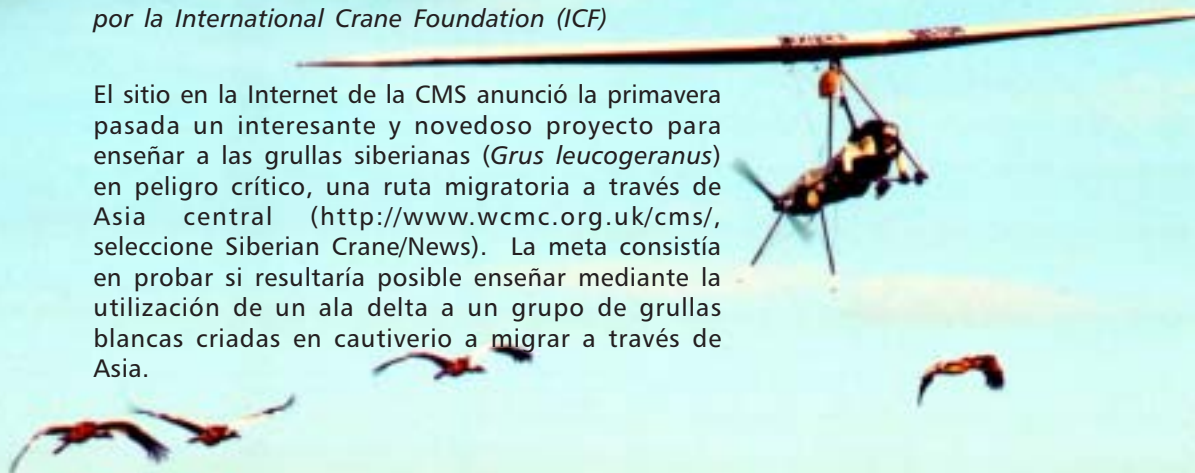 por la International Crane Foundation (ICF)
El sitio en la Internet de la CMS anunció la primavera
pasada un interesante y novedoso proyecto para
enseñar a las grullas siberianas (Grus leucogeranus)
en peligro crítico, una ruta migratoria a través de
Asia central (http://www.wcmc.org.uk/cms/,
seleccione Siberian Crane/News). La meta consistía
en probar si resultaría posible enseñar mediante la
utilización de un ala delta a un grupo de grullas
blancas criadas en cautiverio a migrar a través de
Asia.